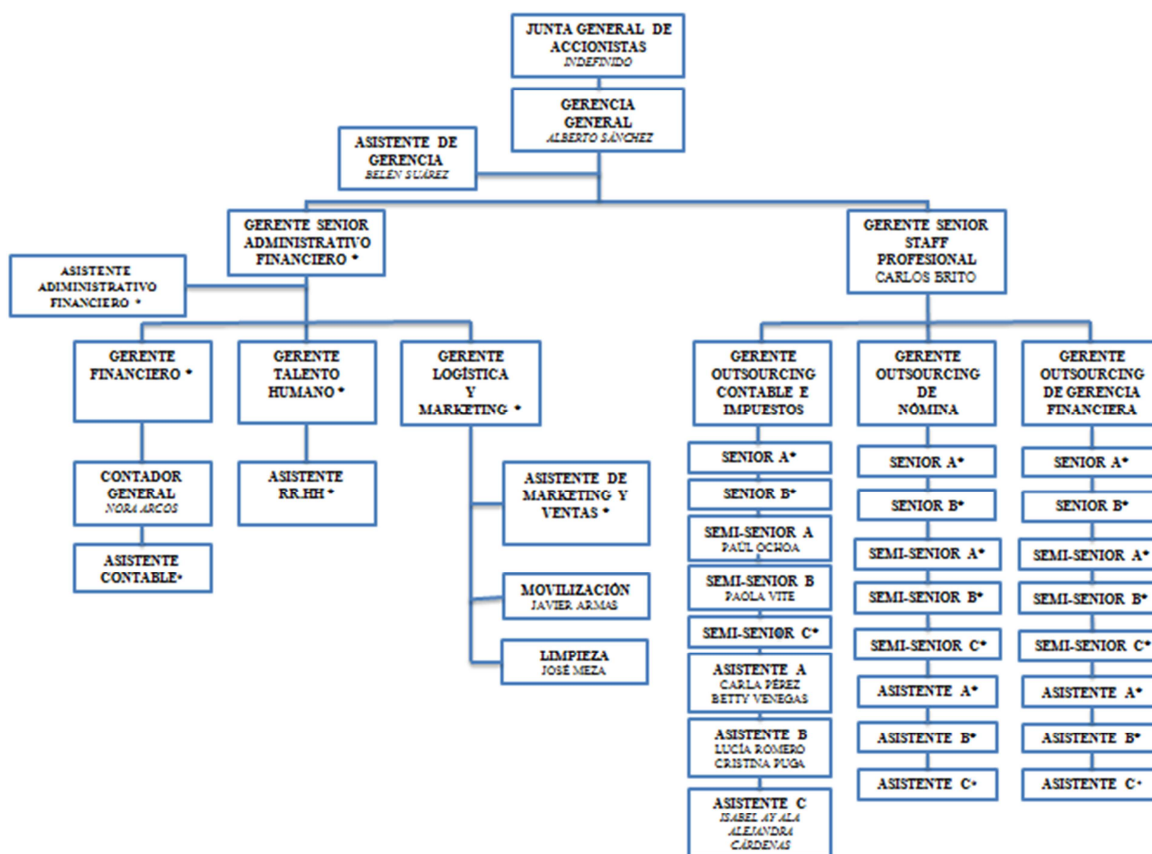 JUNTA GENERAL DE
ACCIONISTAS
INDEFINIDO
GERENCIA
GENERAL
ALBERTO SÁNCHEZ
ASISTENTE DE
GERENCIA
BELÉN SUÁREZ
GERENTE SENIOR
ADMINISTRATIVO
FINANCIERO *
GERENTE SENIOR
STAFF
PROFESIONAL
CARLOS BRITO
ASISTENTE
ADIMINISTRATIVO
FINANCIERO *
GERENTE
FINANCIERO *
GERENTE
TALENTO
HUMANO *
GERENTE
LOGÍSTICA
Y
MARKETING *
GERENTE
OUTSOURCING
CONTABLE E
IMPUESTOS
GERENTE
OUTSOURCING
DE
NÓMINA
GERENTE
OUTSOURCING
DE GERENCIA
FINANCIERA
CONTADOR
GENERAL
NORA ARCOS
ASISTENTE
CONTABLE*
ASISTENTE
RR.HH *
ASISTENTE DE
MARKETING Y
VENTAS *
MOVILIZACIÓN
JAVIER ARMAS
LIMPIEZA
JOSÉ MEZA
SENIOR A*
SENIOR B*
SEMI-SENIOR A
PAÚL OCHOA
SEMI-SENIOR B
PAOLA VITE
SEMI-SENIOR C*
ASISTENTE A
CARLA PÉREZ
BETTY VENEGAS
ASISTENTE B
LUCÍA ROMERO
CRISTINA PUGA
ASISTENTE C
ISABEL AYALA
ALEJANDRA
CÁRDENAS
SENIOR A*
SENIOR B*
SEMI-SENIOR A*
SEMI-SENIOR B*
SEMI-SENIOR C*
ASISTENTE A*
ASISTENTE B*
ASISTENTE C*
SENIOR A*
SENIOR B*
SEMI-SENIOR A*
SEMI-SENIOR B*
SEMI-SENIOR C*
ASISTENTE A*
ASISTENTE B*
ASISTENTE C*